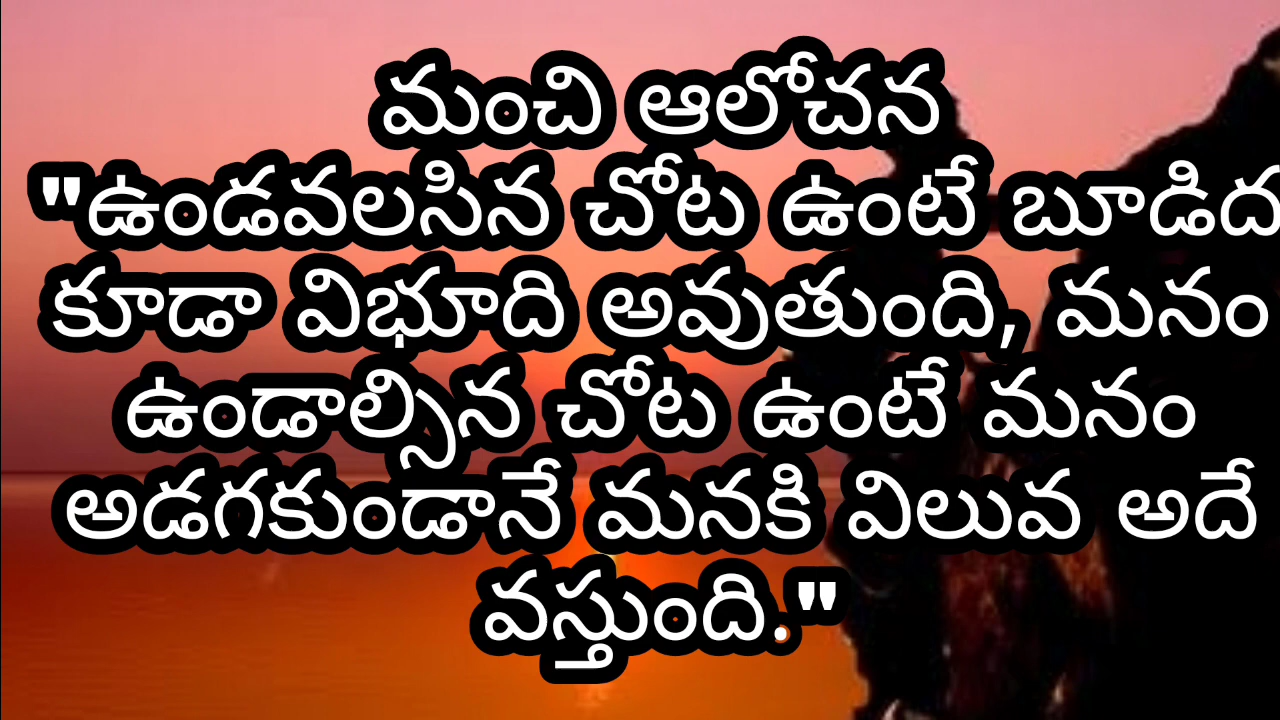 మంచి ఆలోచన
"ఉండవలసిన చోట ఉంటే బూడిద
కూడా విభూది అవుతుంది, మనం
ఉండాల్సిన చోట ఉంటే మనం
అడగకుండానే మనకి విలువ అదే
వస్తుంది."